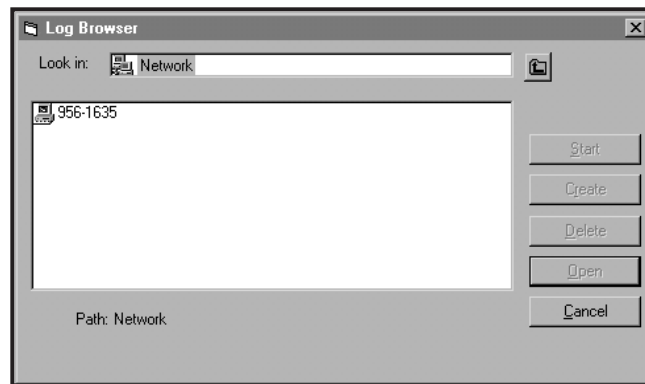 Log Browser
Look in: Network
956-1635
Start
Create
Delete
Open
Cancel
Path: Network